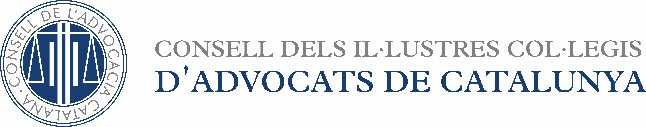 CONSELL DE L'ADVOCACIA CATALANA
CONSELL DELS IL·LUSTRES COL·LEGIS
D'ADVOCATS DE CATALUNYA